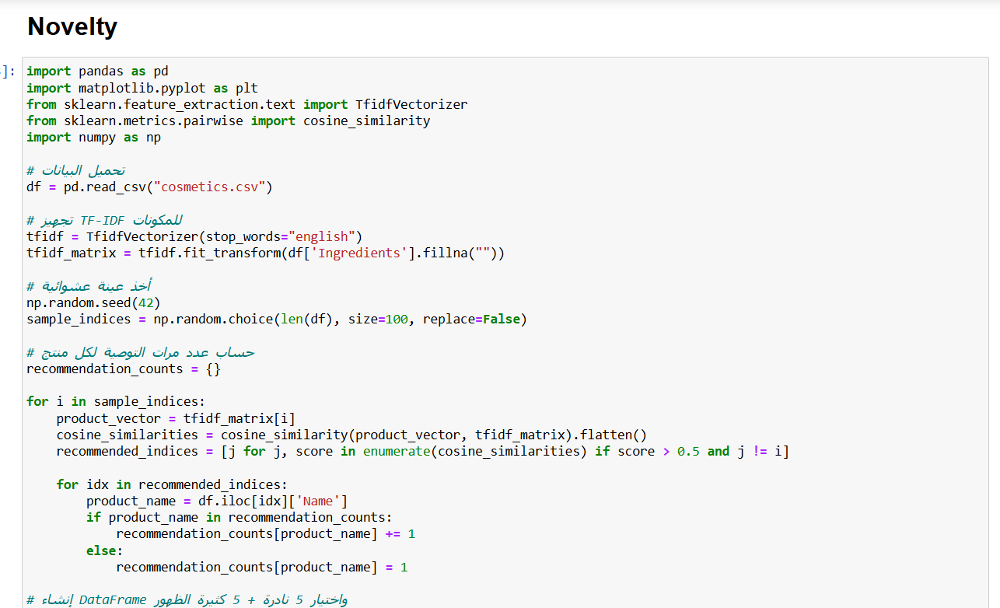 Novelty
]:
import pandas as pd
import matplotlib.pyplot as plt
from sklearn.feature_extraction.text import TfidfVectorizer
from sklearn.metrics.pairwise import cosine_similarity
import numpy as np
# تحميل البيانات
df = pd.read_csv("cosmetics.csv")
# تجهيز TF-IDF للمكونات
tfidf = TfidfVectorizer(stop_words="english")
tfidf_matrix = tfidf.fit_transform(df['Ingredients'].fillna(""))
# أخذ عينة عشوائية
np.random.seed(42)
sample_indices = np.random.choice(len(df), size=100, replace=False)
# حساب عدد مرات التوصية لكل منتج
recommendation_counts = {}
for i in sample_indices:
    product_vector = tfidf_matrix[i]
    cosine_similarities = cosine_similarity(product_vector, tfidf_matrix).flatten()
    recommended_indices = [j for j, score in enumerate(cosine_similarities) if score > 0.5 and j != i]
    for idx in recommended_indices:
        product_name = df.iloc[idx]['Name']
        if product_name in recommendation_counts:
            recommendation_counts[product_name] += 1
        else:
            recommendation_counts[product_name] = 1
# إنشاء DataFrame واختيار 5 نادرة + 5 كثيرة الظهور